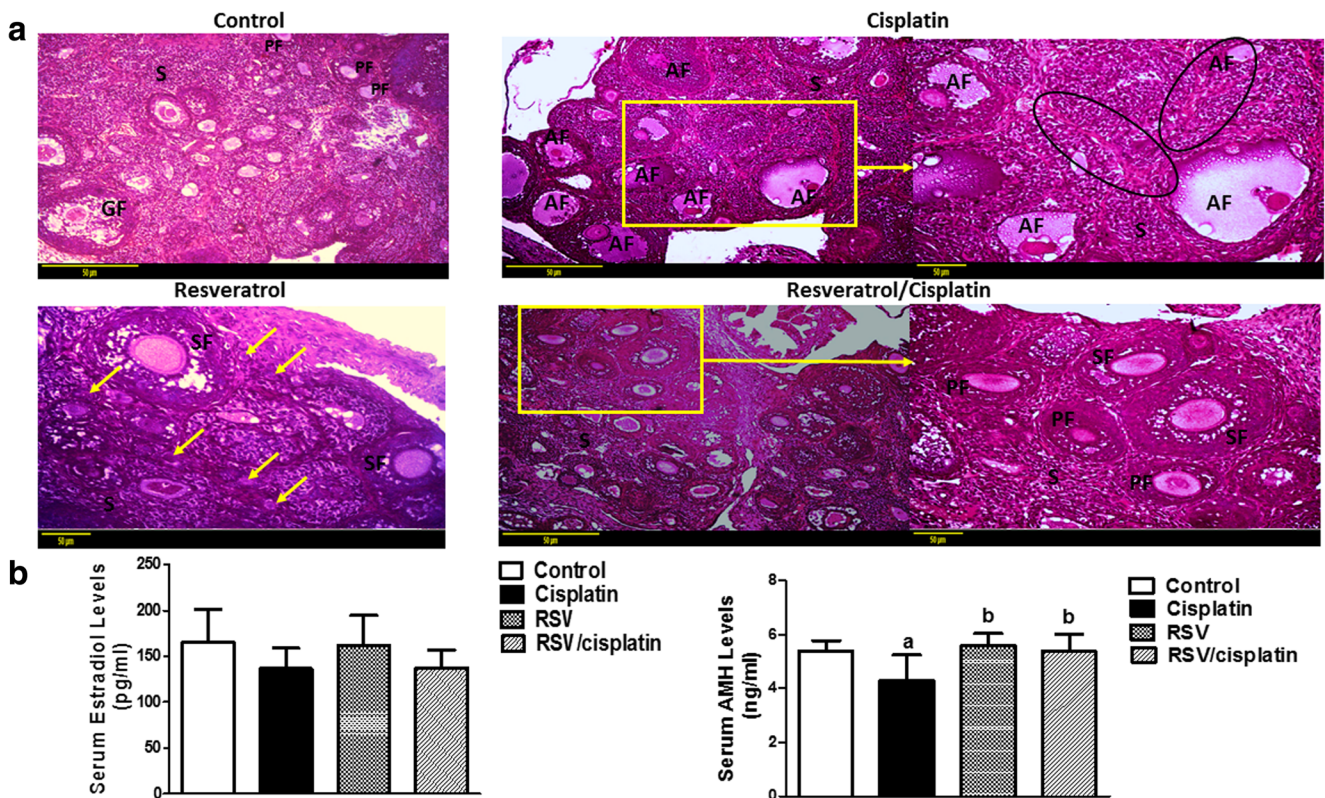 a
Control
Cisplatin
PF
PF
PF
S
GF
50 µm
AF
S
AF
AF
AF
AF
AF
AF
50 µm
AF
AF
AF
AF
S
50 µm
Resveratrol
Resveratrol/Cisplatin
SF
SF
S
50 µm
S
50 µm
SF
PF
PF
SF
S
PF
50 µm
b
Serum Estradiol Levels
(pg/ml)
250
200
150
100
50
0
Control
Cisplatin
RSV
RSV/cisplatin
Serum AMH Levels
(ng/ml)
8
6
4
2
0
a
b
b
Control
Cisplatin
RSV
RSV/cisplatin